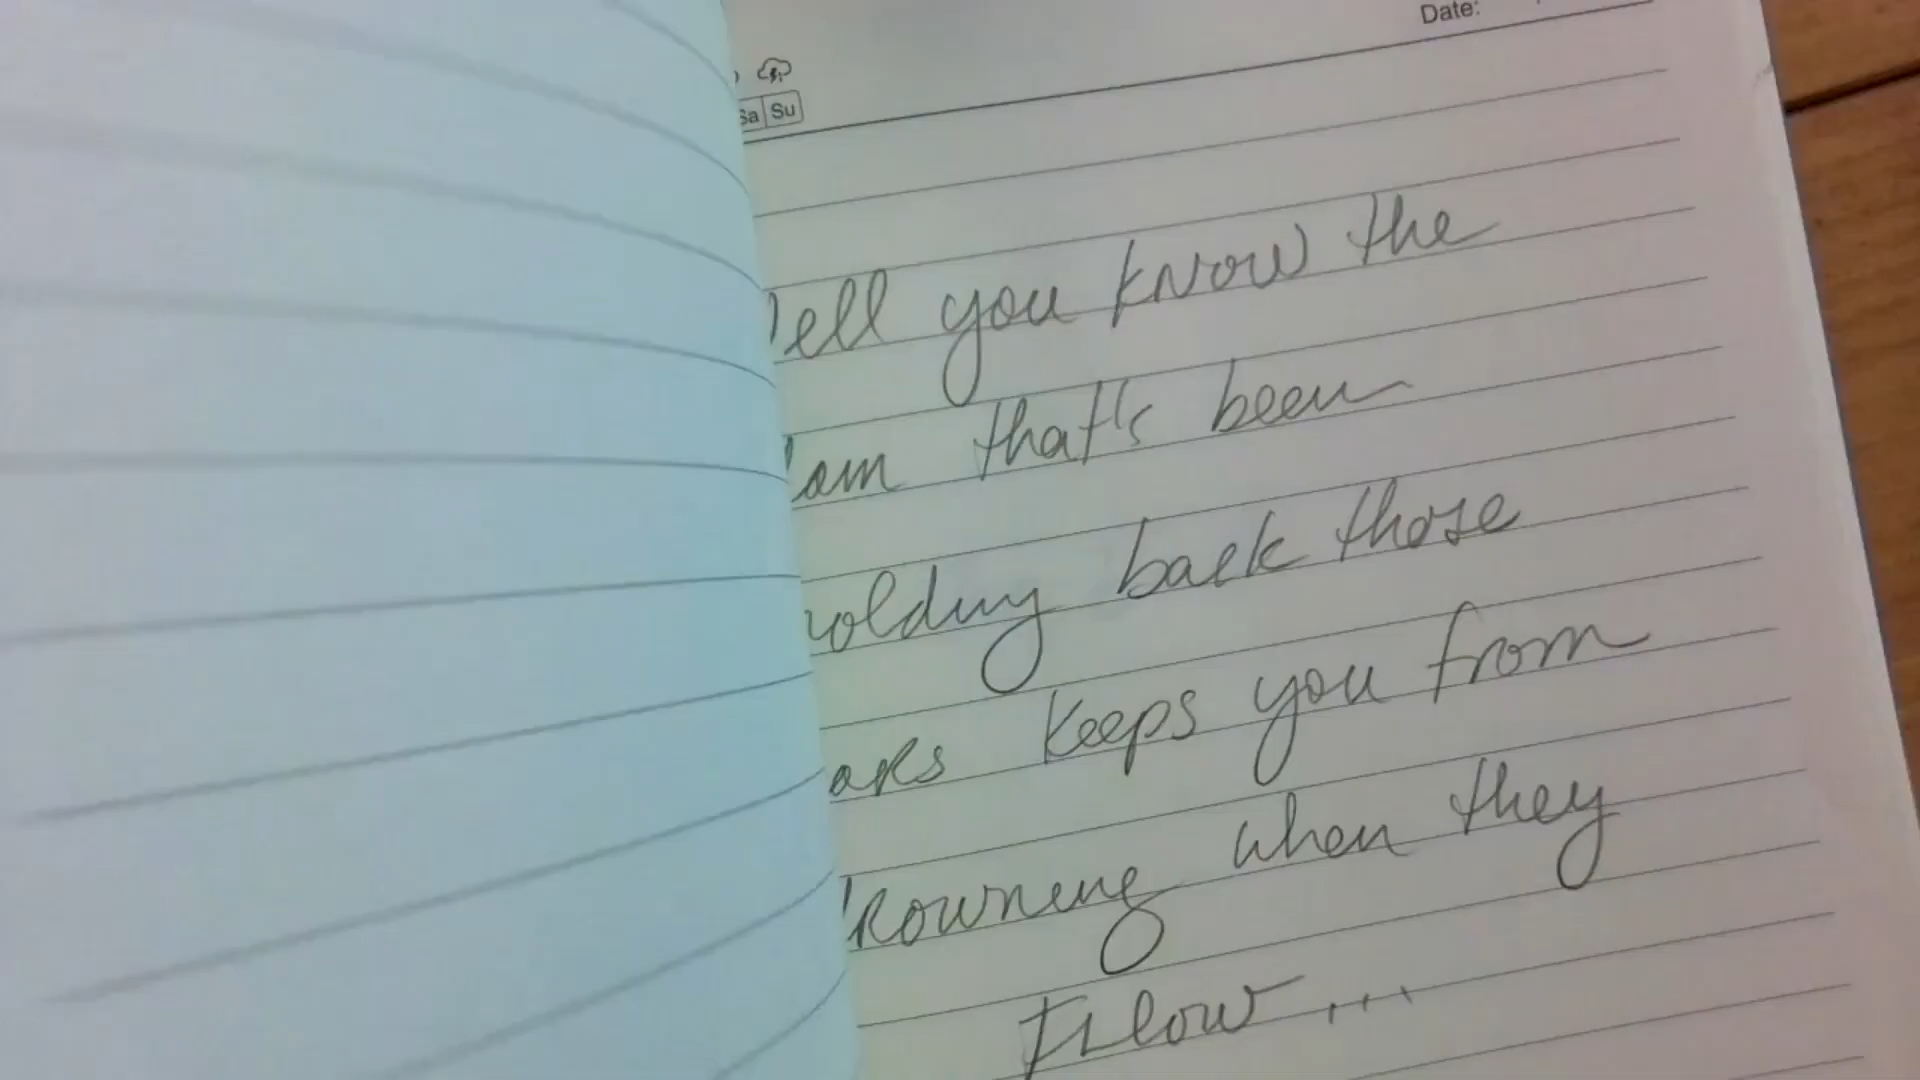 Date:
Sa Su
ell you know the
am that's been
olding back those
ars keeps you from
rowning when they
Flow...